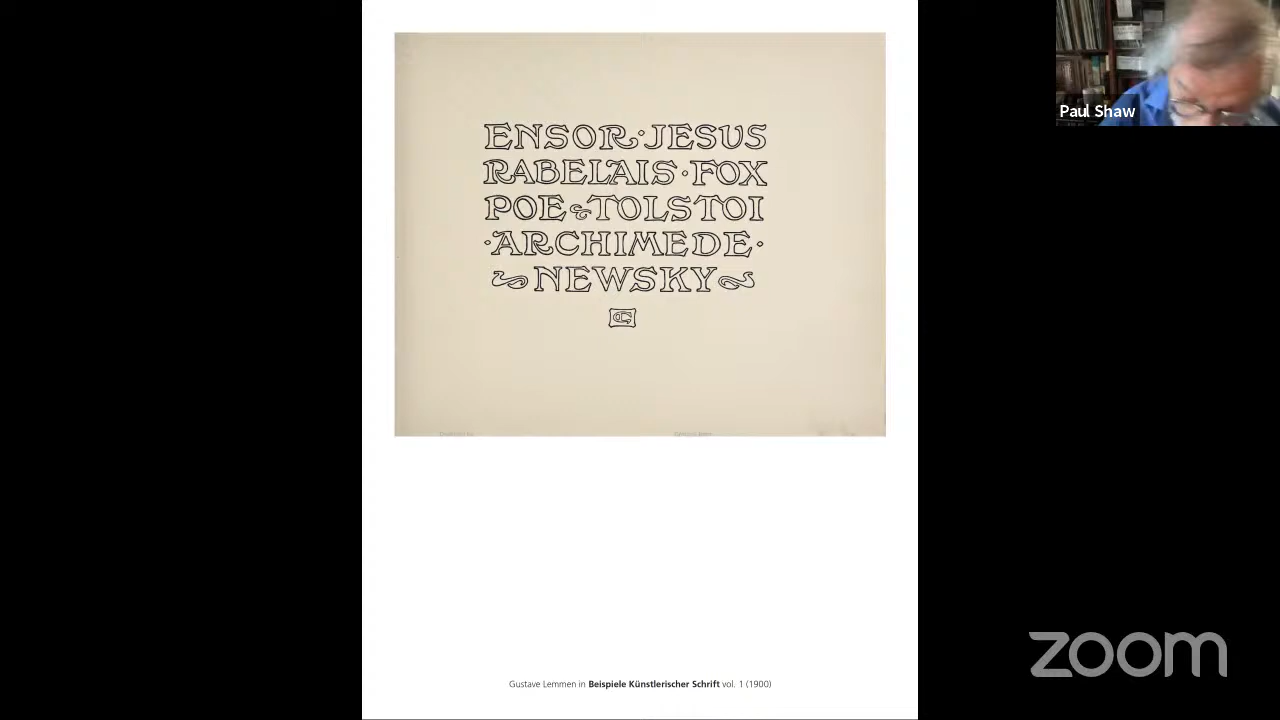 ENSOR·JESUS
RABELAIS·FOX
POE & TOLSTOI
·ARCHIMEDE·
NEWSKY
Paul Shaw
Gustave Lemmen in Beispiele Künstlerischer Schrift vol. 1 (1900)
zoom